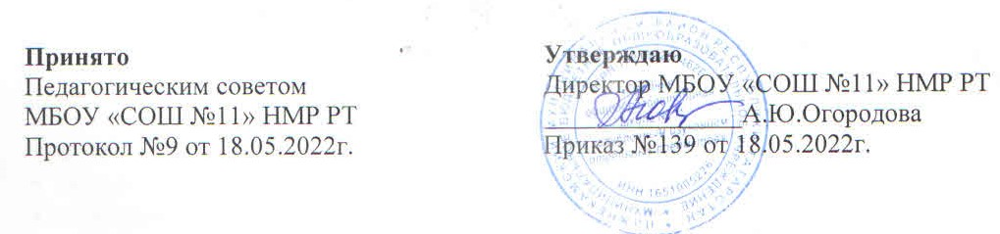 Принято
Педагогическим советом
МБОУ «СОШ №11» НМР РТ
Протокол №9 от 18.05.2022г.
Утверждаю
Директор МБОУ «СОШ №11» НМР РТ
А.Ю.Огородова
Приказ №139 от 18.05.2022г.